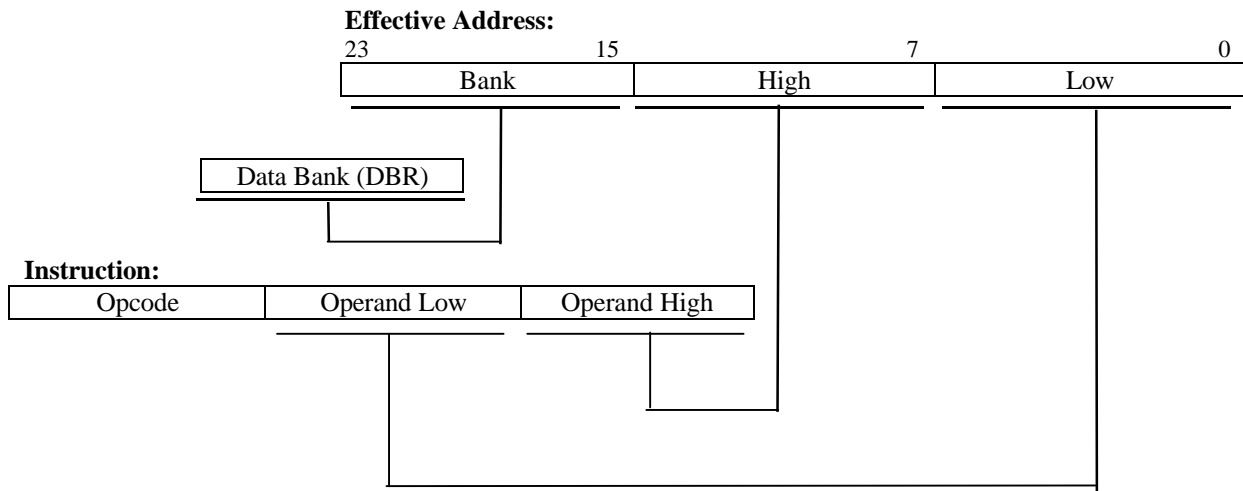 Effective Address:
23 15 7 0
Bank High Low
Data Bank (DBR)
Instruction:
Opcode Operand Low Operand High